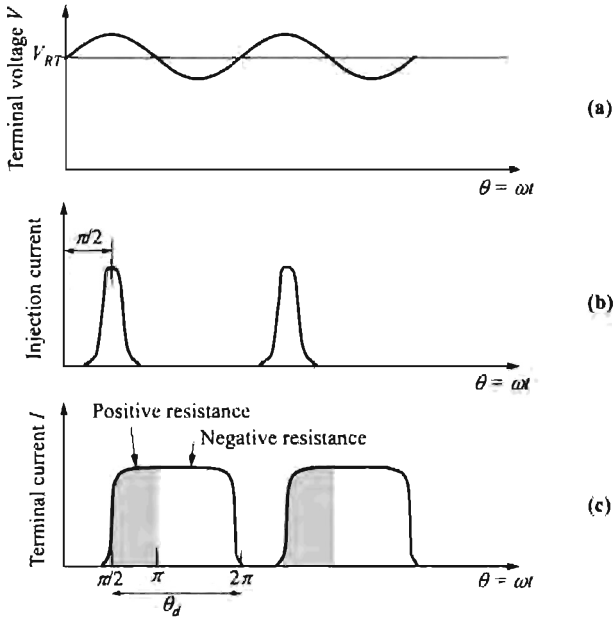 Terminal voltage V
V_RT
(a)
θ = ωt
Injection current
π/2
(b)
θ = ωt
Terminal current I
Positive resistance
Negative resistance
(c)
π/2 π 2π
θ = ωt
θ_d